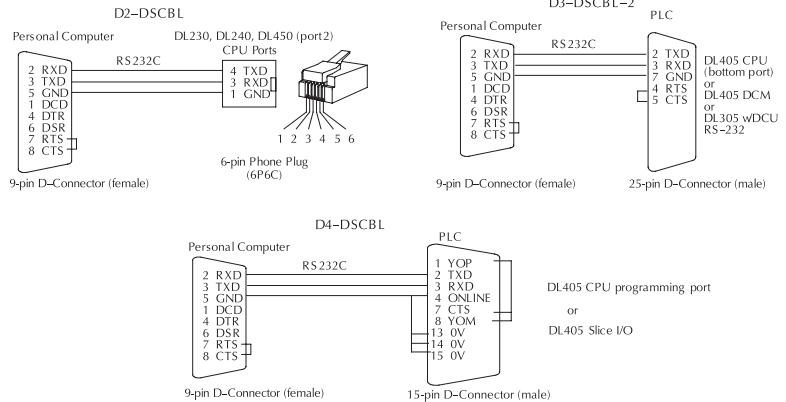 D2–DSCBL
Personal Computer
DL230, DL240, DL450 (port2)
CPU Ports
RS232C
2 RXD
3 TXD
5 GND
1 DCD
4 DTR
6 DSR
7 RTS
8 CTS
4 TXD
3 RXD
1 GND
1 2 3 4 5 6
6-pin Phone Plug
(6P6C)
9-pin D–Connector (female)
D3–DSCBL–2
Personal Computer
PLC
RS232C
2 RXD
3 TXD
5 GND
1 DCD
4 DTR
6 DSR
7 RTS
8 CTS
2 TXD
3 RXD
7 GND
4 RTS
5 CTS
DL405 CPU
(bottom port)
or
DL405 DCM
or
DL305 wDCU
RS–232
9-pin D–Connector (female)
25-pin D–Connector (male)
D4–DSCBL
Personal Computer
PLC
RS232C
2 RXD
3 TXD
5 GND
1 DCD
4 DTR
6 DSR
7 RTS
8 CTS
1 YOP
2 TXD
3 RXD
4 ONLINE
7 CTS
8 YOM
13 0V
14 0V
15 0V
DL405 CPU programming port
or
DL405 Slice I/O
9-pin D–Connector (female)
15-pin D–Connector (male)